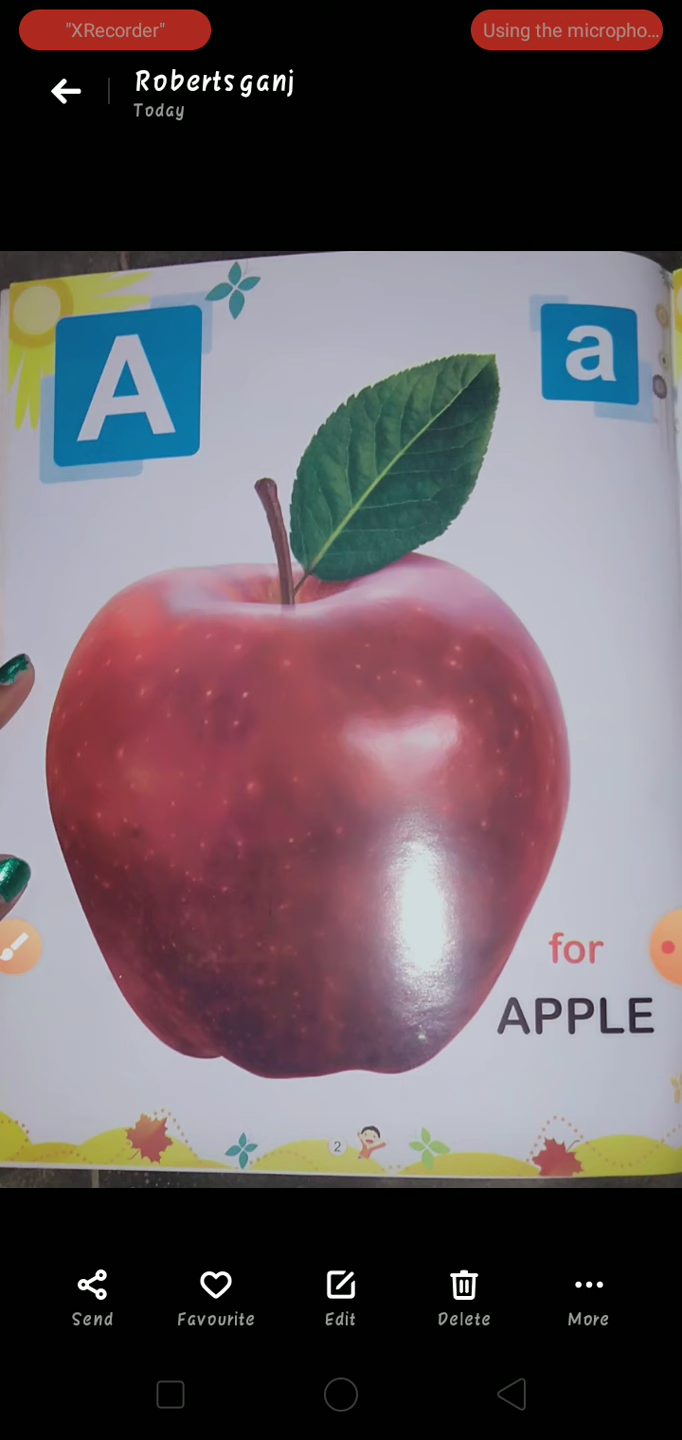 "XRecorder"
Using the micropho...
Robertsganj
Today
A
a
for
APPLE
2
Send
Favourite
Edit
Delete
More